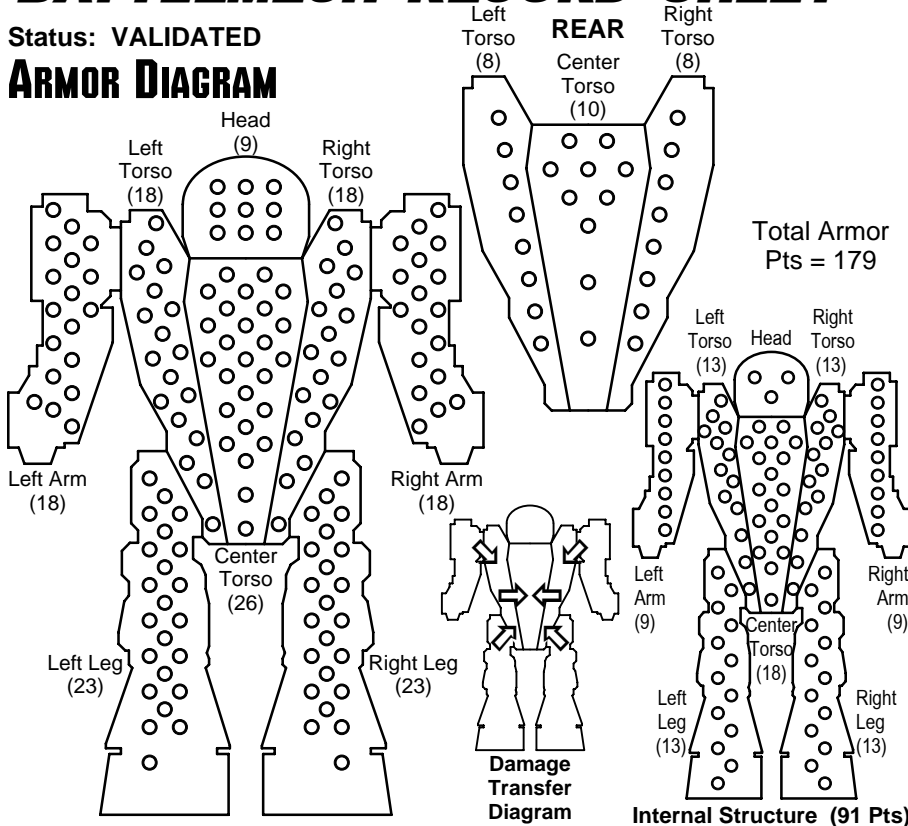 BATTLEMECH RECORD SHEET
Status: VALIDATED
ARMOR DIAGRAM
Left
Torso
(18)
Head
(9)
Right
Torso
(18)
Left Arm
(18)
Right Arm
(18)
Center
Torso
(26)
Left Leg
(23)
Right Leg
(23)
Left
Torso
(8)
REAR
Center
Torso
(10)
Right
Torso
(8)
Total Armor
Pts = 179
Damage
Transfer
Diagram
Left
Torso
(13)
Head
Right
Torso
(13)
Left
Arm
(9)
Right
Arm
(9)
Center
Torso
(18)
Left
Leg
(13)
Right
Leg
(13)
Internal Structure (91 Pts)